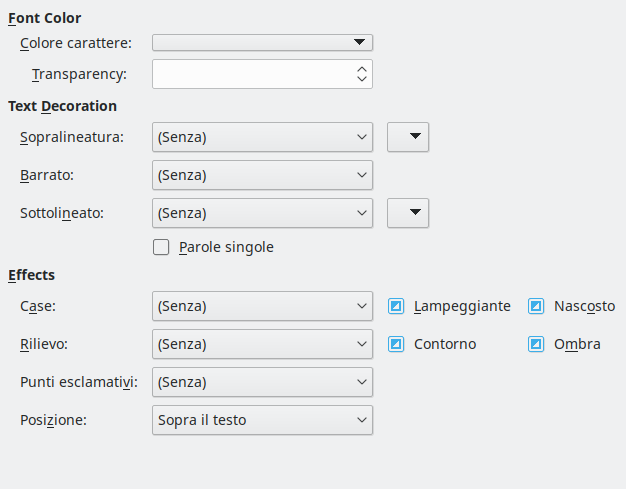 Font Color
Colore carattere:
Transparency:
Text Decoration
Sopralineatura: (Senza)
Barrato: (Senza)
Sottolineato: (Senza)
Parole singole
Effects
Case: (Senza) Lampeggiante Nascosto
Rilievo: (Senza) Contorno Ombra
Punti esclamativi: (Senza)
Posizione: Sopra il testo